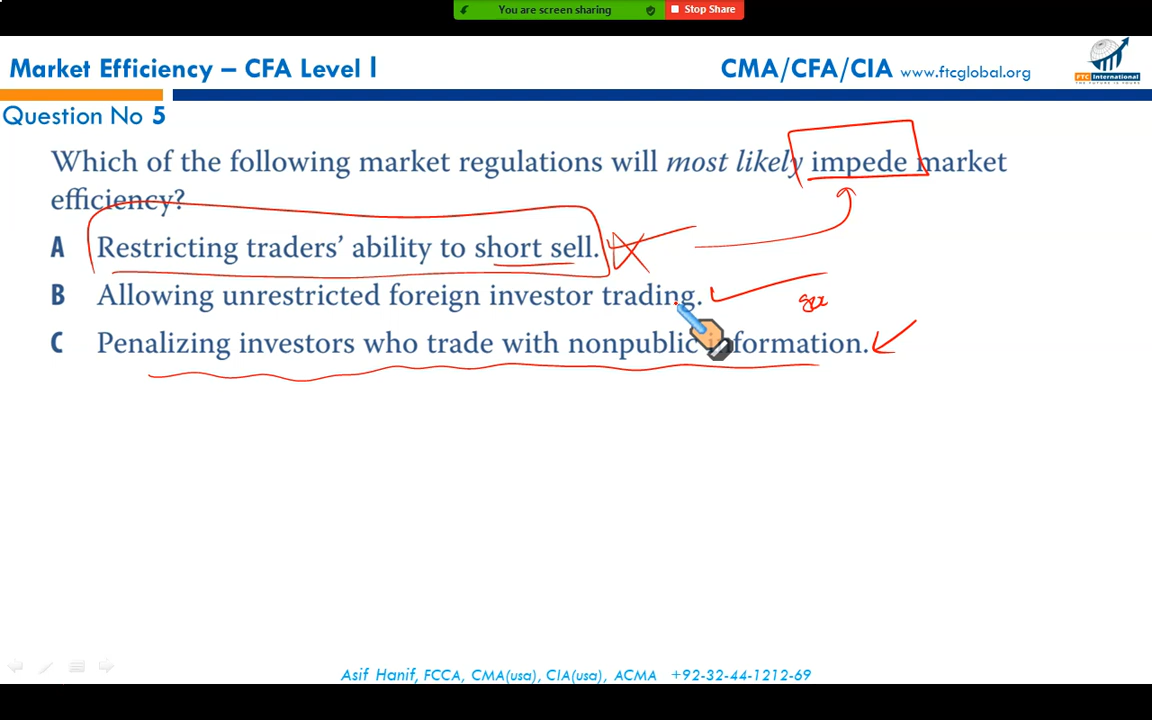 You are screen sharing Stop Share
Market Efficiency – CFA Level I
CMA/CFA/CIA www.ftcglobal.org
FTC International
Question No 5
Which of the following market regulations will most likely impede market
efficiency?
A Restricting traders' ability to short sell.
B Allowing unrestricted foreign investor trading.
C Penalizing investors who trade with nonpublic formation.
Asif Hanif, FCCA, CMA(usa), CIA(usa), ACMA +92-32-44-1212-69